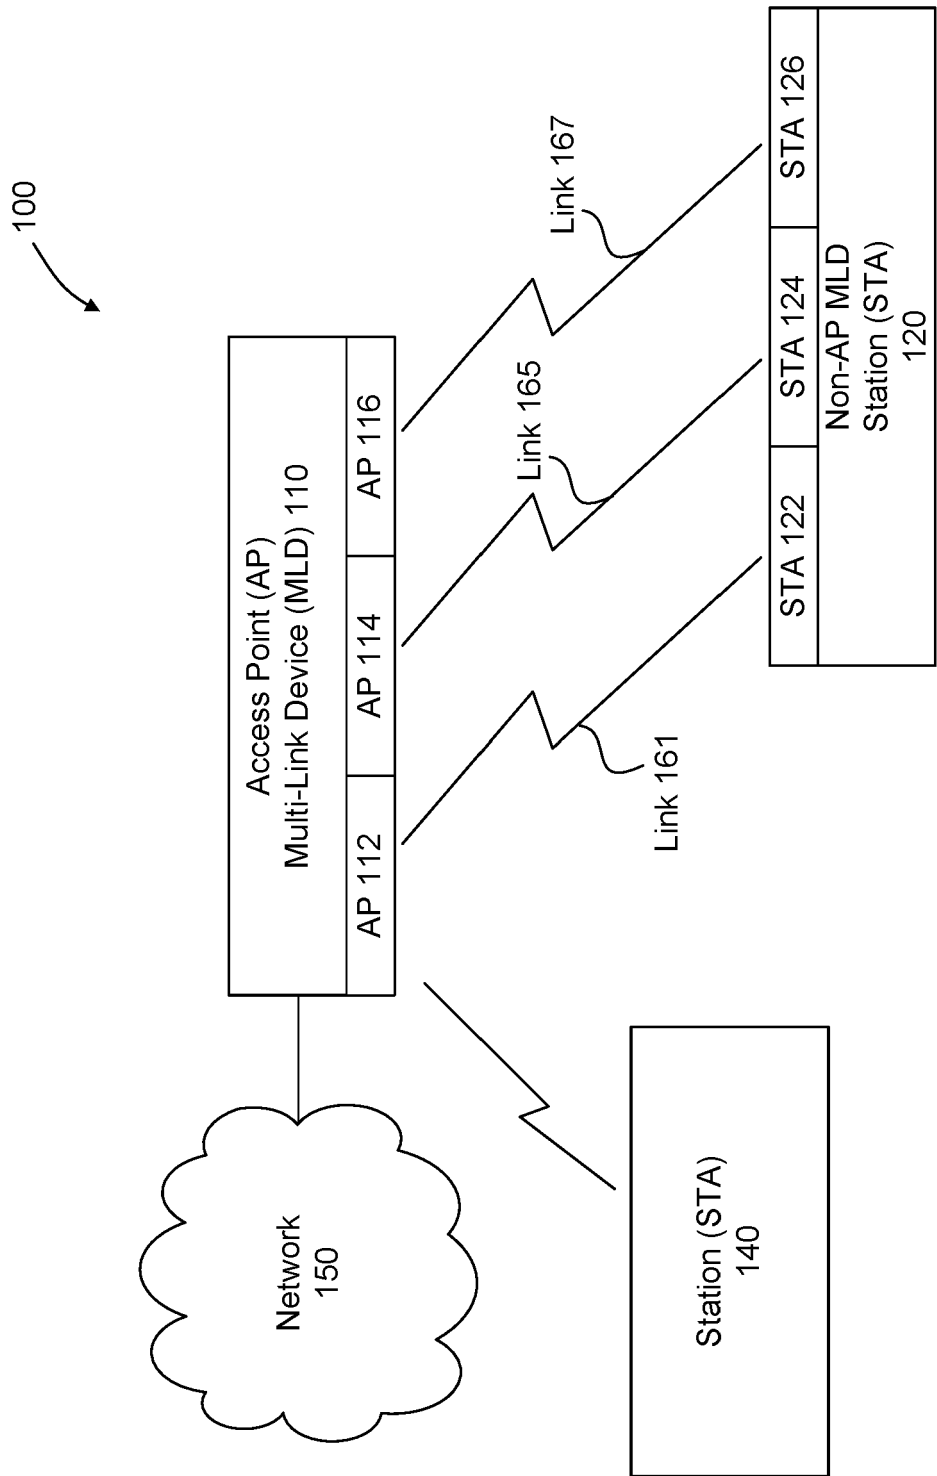 100
Access Point (AP)
Multi-Link Device (MLD) 110
AP 112
AP 114
AP 116
Network
150
Link 161
Link 165
Link 167
Station (STA)
140
STA 122
STA 124
STA 126
Non-AP MLD
Station (STA)
120